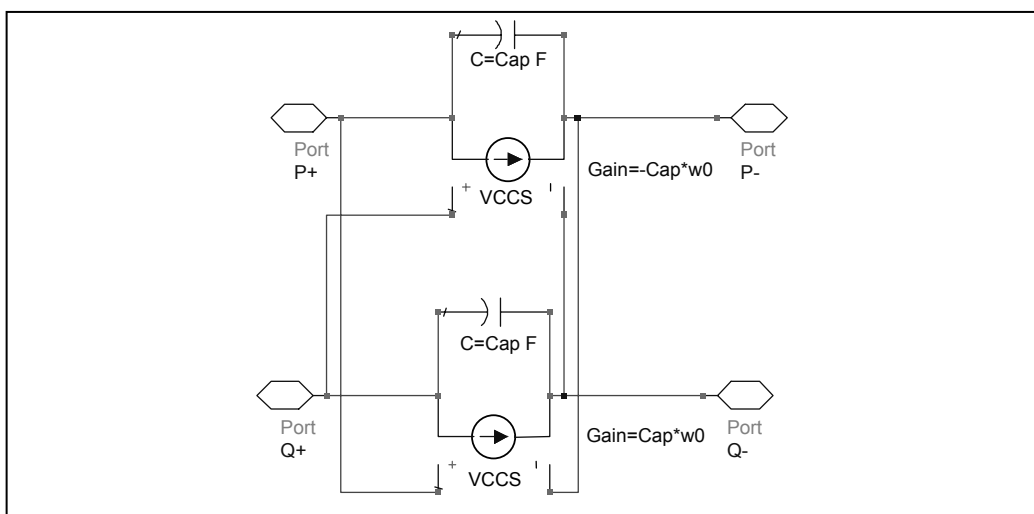 C=Cap F
Port
P+
+
VCCS
Gain=-Cap*w0
Port
P-
C=Cap F
Port
Q+
+
VCCS
Gain=Cap*w0
Port
Q-